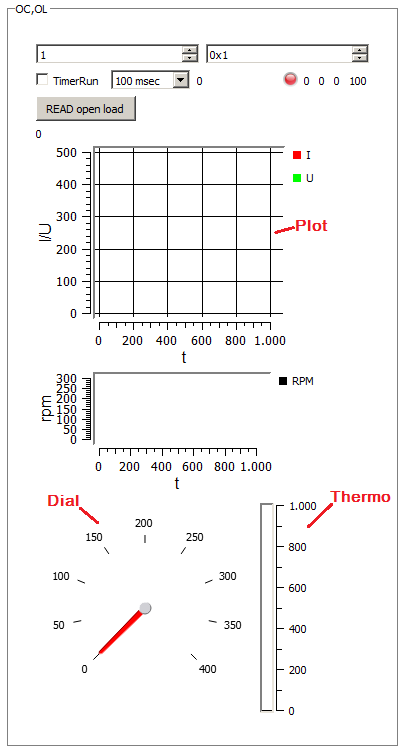 OC,OL
1 0x1
TimerRun 100 msec 0 0 0 0 100
READ open load
0
500 I
400 U
300
200
100
0
I/U
Plot
0 200 400 600 800 1.000
t
300 RPM
250
200
150
100
50
0
rpm
0 200 400 600 800 1.000
t
Dial
Thermo
0
50
100
150
200
250
300
350
400
1.000
800
600
400
200
0